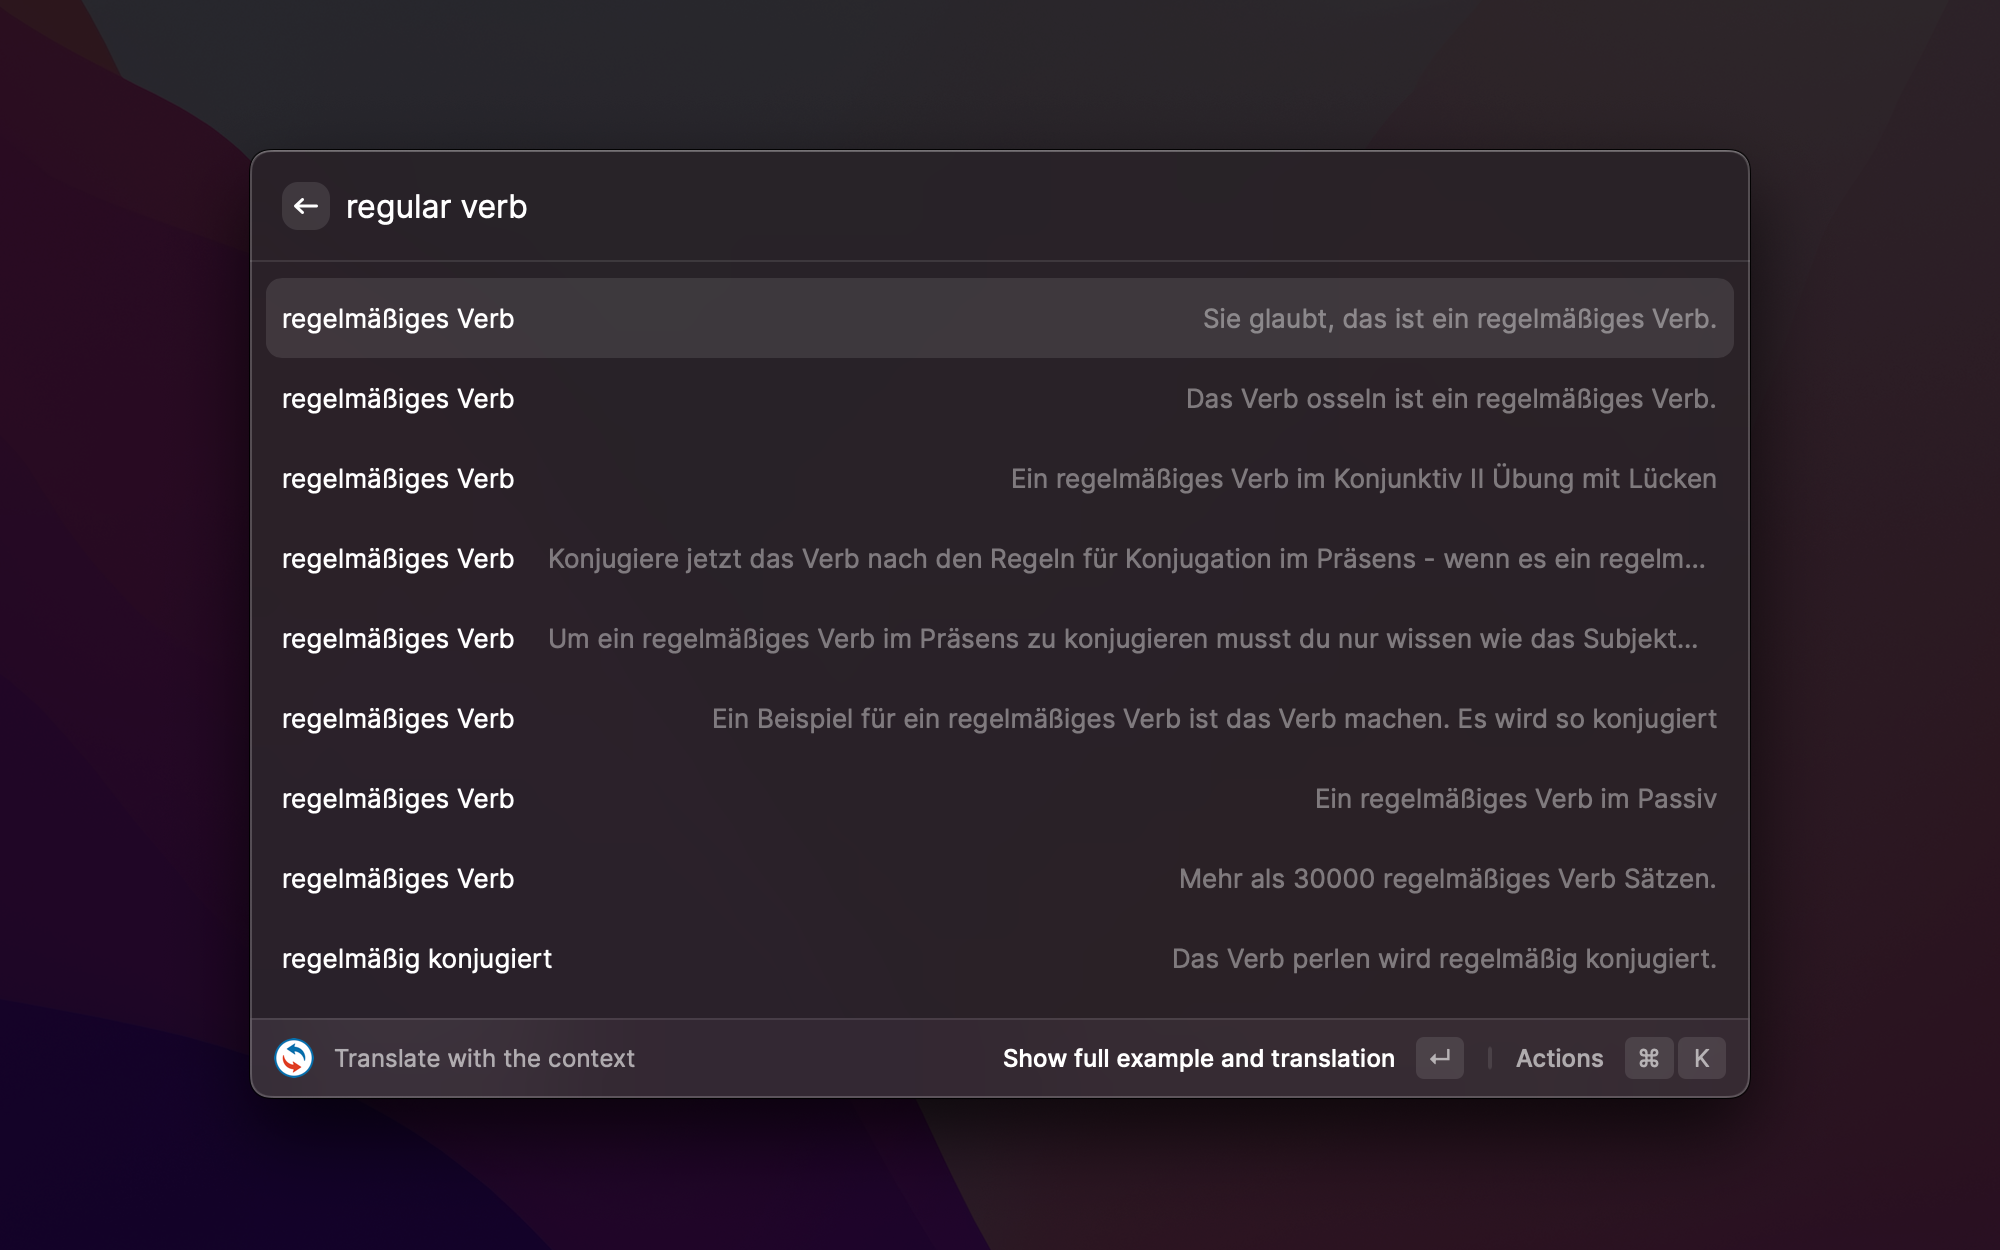 regular verb
regelmäßiges Verb Sie glaubt, das ist ein regelmäßiges Verb.
regelmäßiges Verb Das Verb osseln ist ein regelmäßiges Verb.
regelmäßiges Verb Ein regelmäßiges Verb im Konjunktiv II Übung mit Lücken
regelmäßiges Verb Konjugiere jetzt das Verb nach den Regeln für Konjugation im Präsens - wenn es ein regelm...
regelmäßiges Verb Um ein regelmäßiges Verb im Präsens zu konjugieren musst du nur wissen wie das Subjekt...
regelmäßiges Verb Ein Beispiel für ein regelmäßiges Verb ist das Verb machen. Es wird so konjugiert
regelmäßiges Verb Ein regelmäßiges Verb im Passiv
regelmäßiges Verb Mehr als 30000 regelmäßiges Verb Sätzen.
regelmäßig konjugiert Das Verb perlen wird regelmäßig konjugiert.
Translate with the context Show full example and translation ↵ | Actions ⌘ K